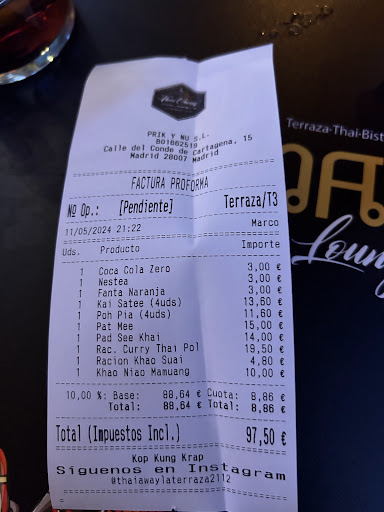 PRIK Y NU S.L.
B01662519
Calle del Conde de Cartagena, 15
Madrid 28007 Madrid
FACTURA PROFORMA
Nº Op.: [Pendiente] Terraza/T3
11/05/2024 21:22 Marco
Uds. Producto Importe
1 Coca Cola Zero 3,00 €
1 Nestea 3,00 €
1 Fanta Naranja 3,00 €
1 Kai Satee (4uds) 13,60 €
1 Poh Pia (4uds) 11,60 €
1 Pat Mee 15,00 €
1 Pad See Khai 14,00 €
1 Rac. Curry Thai Pol 19,50 €
1 Racion Khao Suai 4,80 €
1 Khao Niao Mamuang 10,00 €
10,00 %: Base: 88,64 € Cuota: 8,86 €
Total: 88,64 € Total: 8,86 €
Total (Impuestos Incl.) 97,50 €
Kop Kung Krap
Síguenos en Instagram
@thaiawaylaterraza2112
Terraza-Thai-Bist
Loun